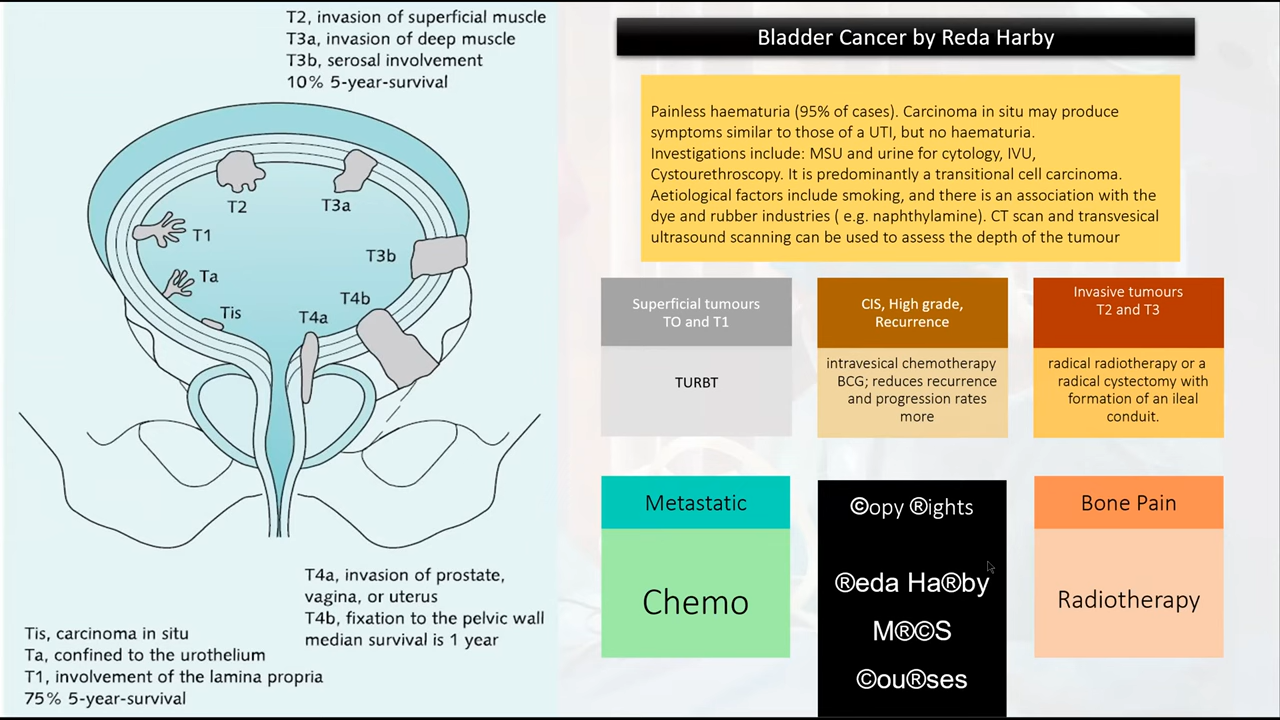 T2, invasion of superficial muscle
T3a, invasion of deep muscle
T3b, serosal involvement
10% 5-year-survival
T2
T3a
T1
T3b
Ta
T4b
Tis
T4a
T4a, invasion of prostate,
vagina, or uterus
T4b, fixation to the pelvic wall
median survival is 1 year
Tis, carcinoma in situ
Ta, confined to the urothelium
T1, involvement of the lamina propria
75% 5-year-survival
Bladder Cancer by Reda Harby
Painless haematuria (95% of cases). Carcinoma in situ may produce
symptoms similar to those of a UTI, but no haematuria.
Investigations include: MSU and urine for cytology, IVU,
Cystourethroscopy. It is predominantly a transitional cell carcinoma.
Aetiological factors include smoking, and there is an association with the
dye and rubber industries ( e.g. naphthylamine). CT scan and transvesical
ultrasound scanning can be used to assess the depth of the tumour
Superficial tumours
TO and T1
TURBT
CIS, High grade,
Recurrence
intravesical chemotherapy
BCG; reduces recurrence
and progression rates
more
Invasive tumours
T2 and T3
radical radiotherapy or a
radical cystectomy with
formation of an ileal
conduit.
Metastatic
Chemo
©opy ®ights
®eda Ha®by
M®©S
©ou®ses
Bone Pain
Radiotherapy